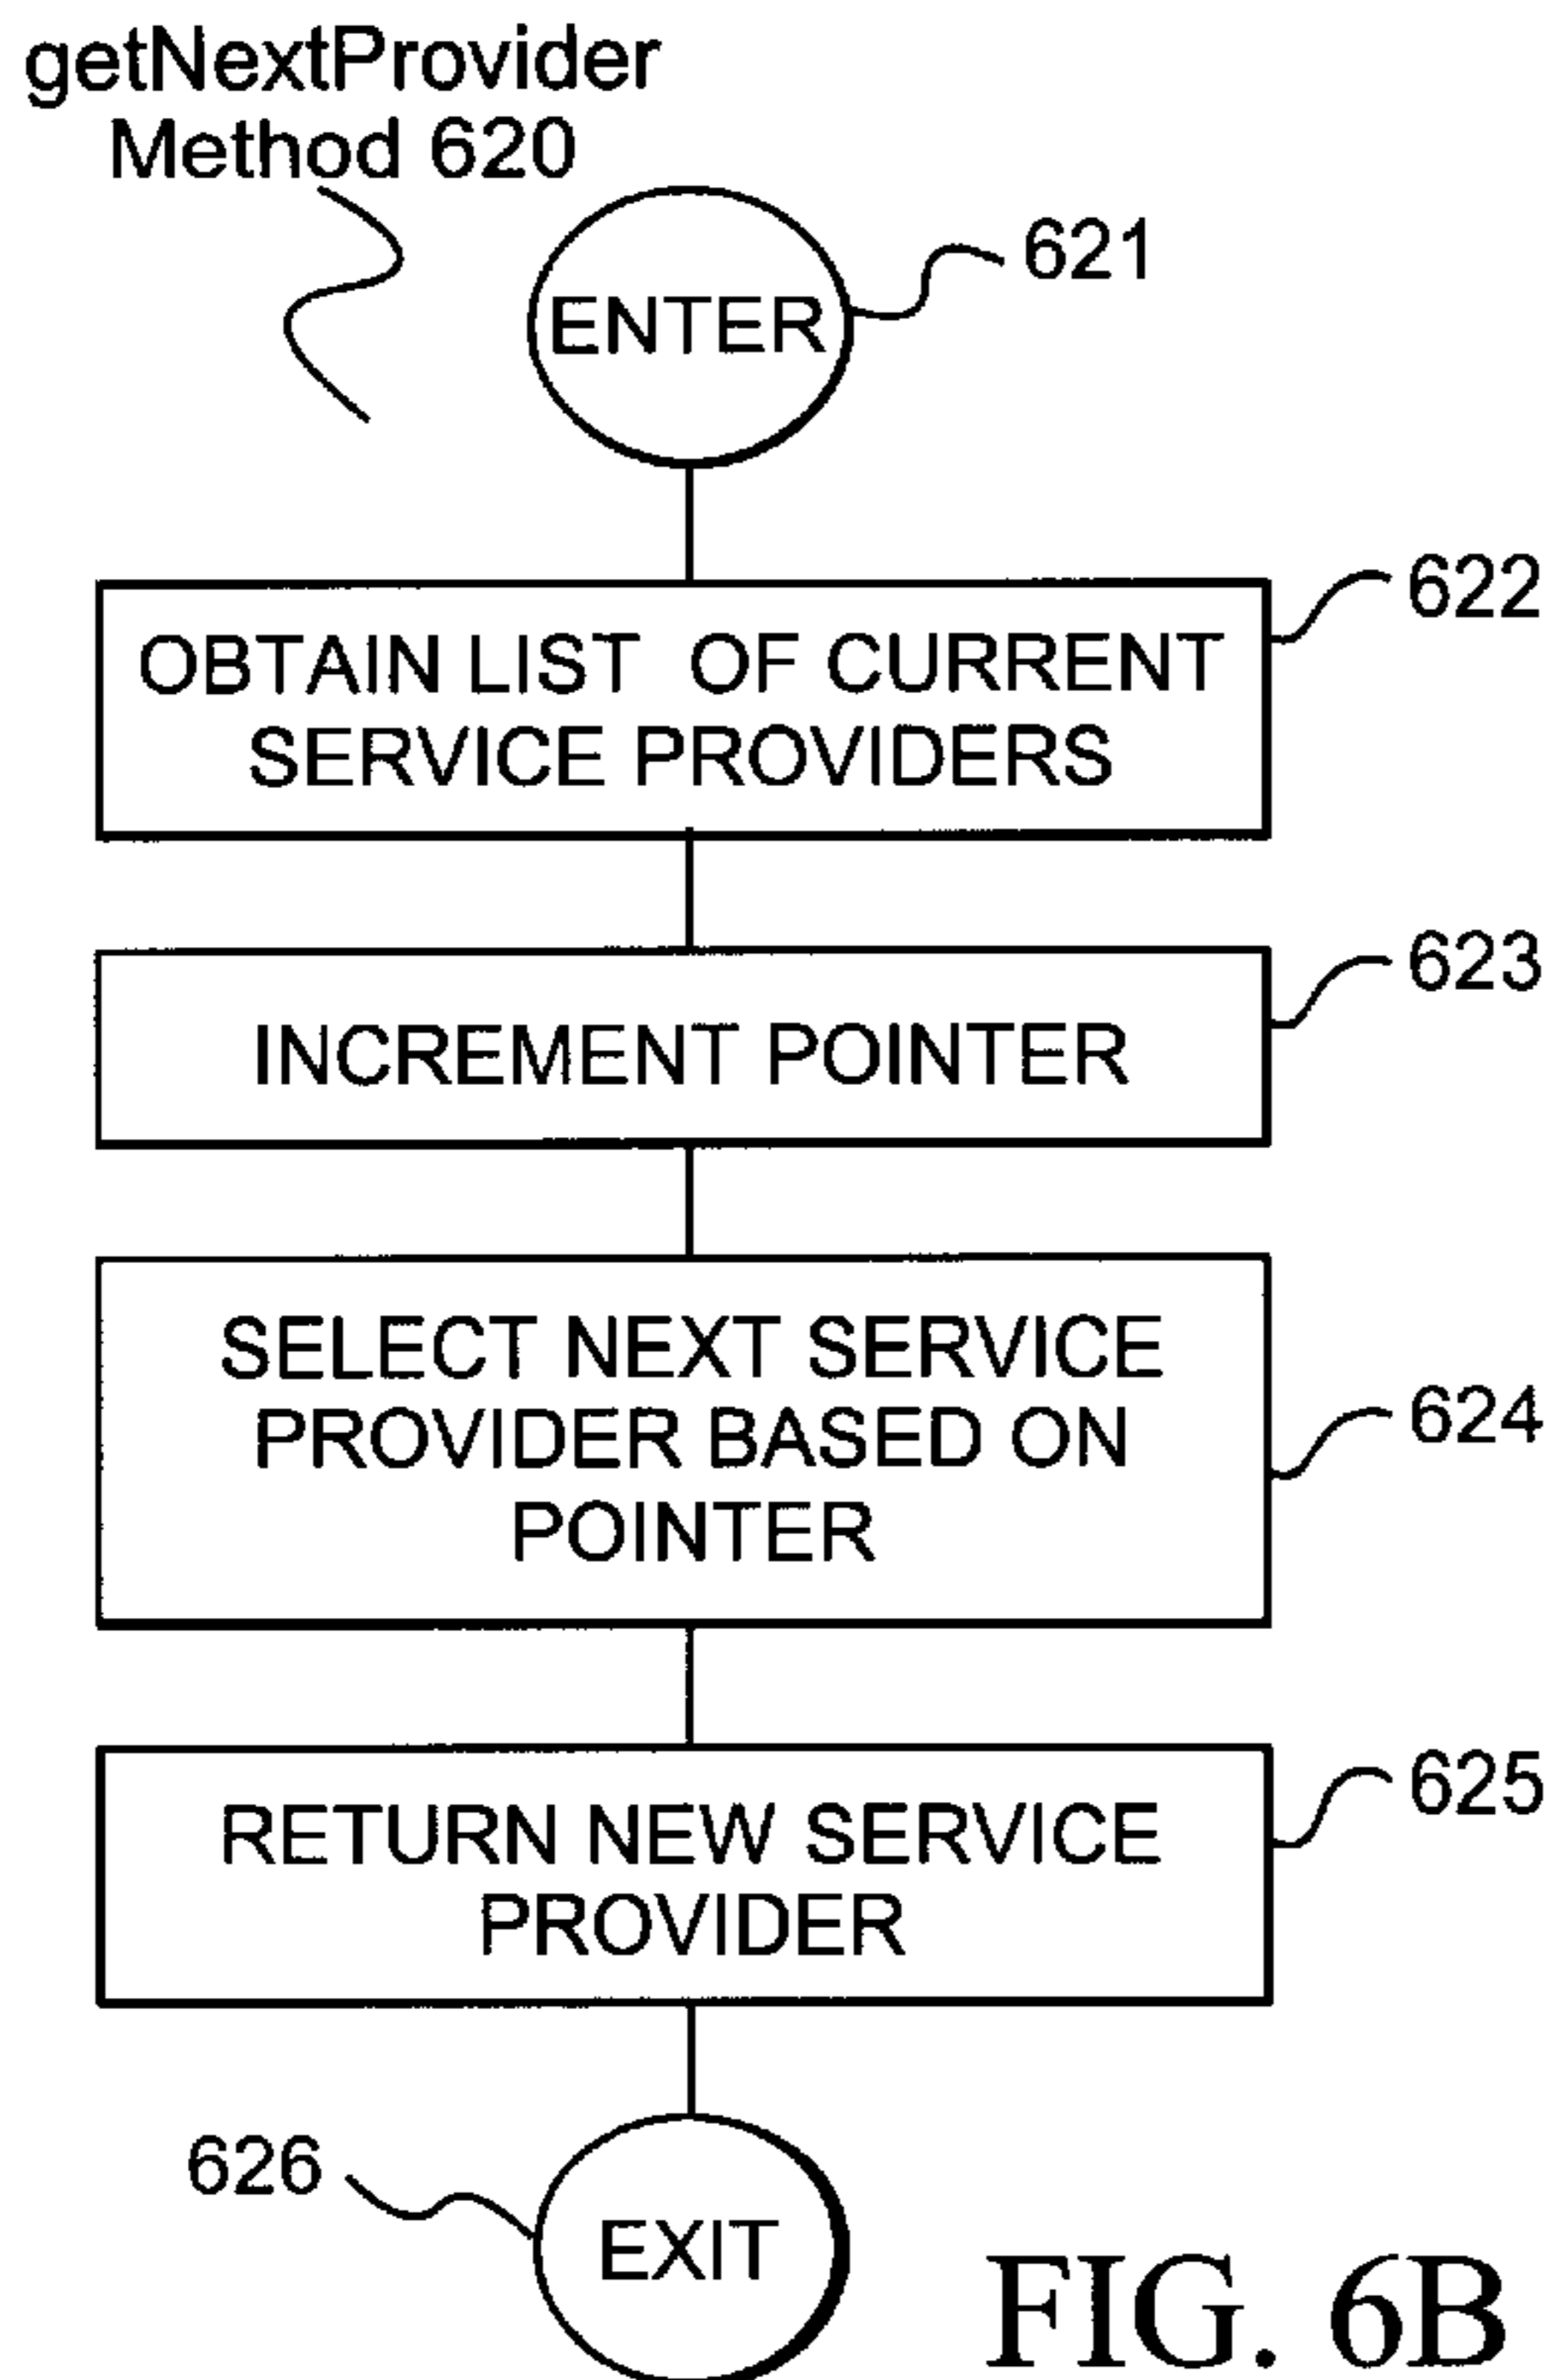 getNextProvider
Method 620
ENTER
621
OBTAIN LIST OF CURRENT
SERVICE PROVIDERS
622
INCREMENT POINTER
623
SELECT NEXT SERVICE
PROVIDER BASED ON
POINTER
624
RETURN NEW SERVICE
PROVIDER
625
626
EXIT
FIG. 6B